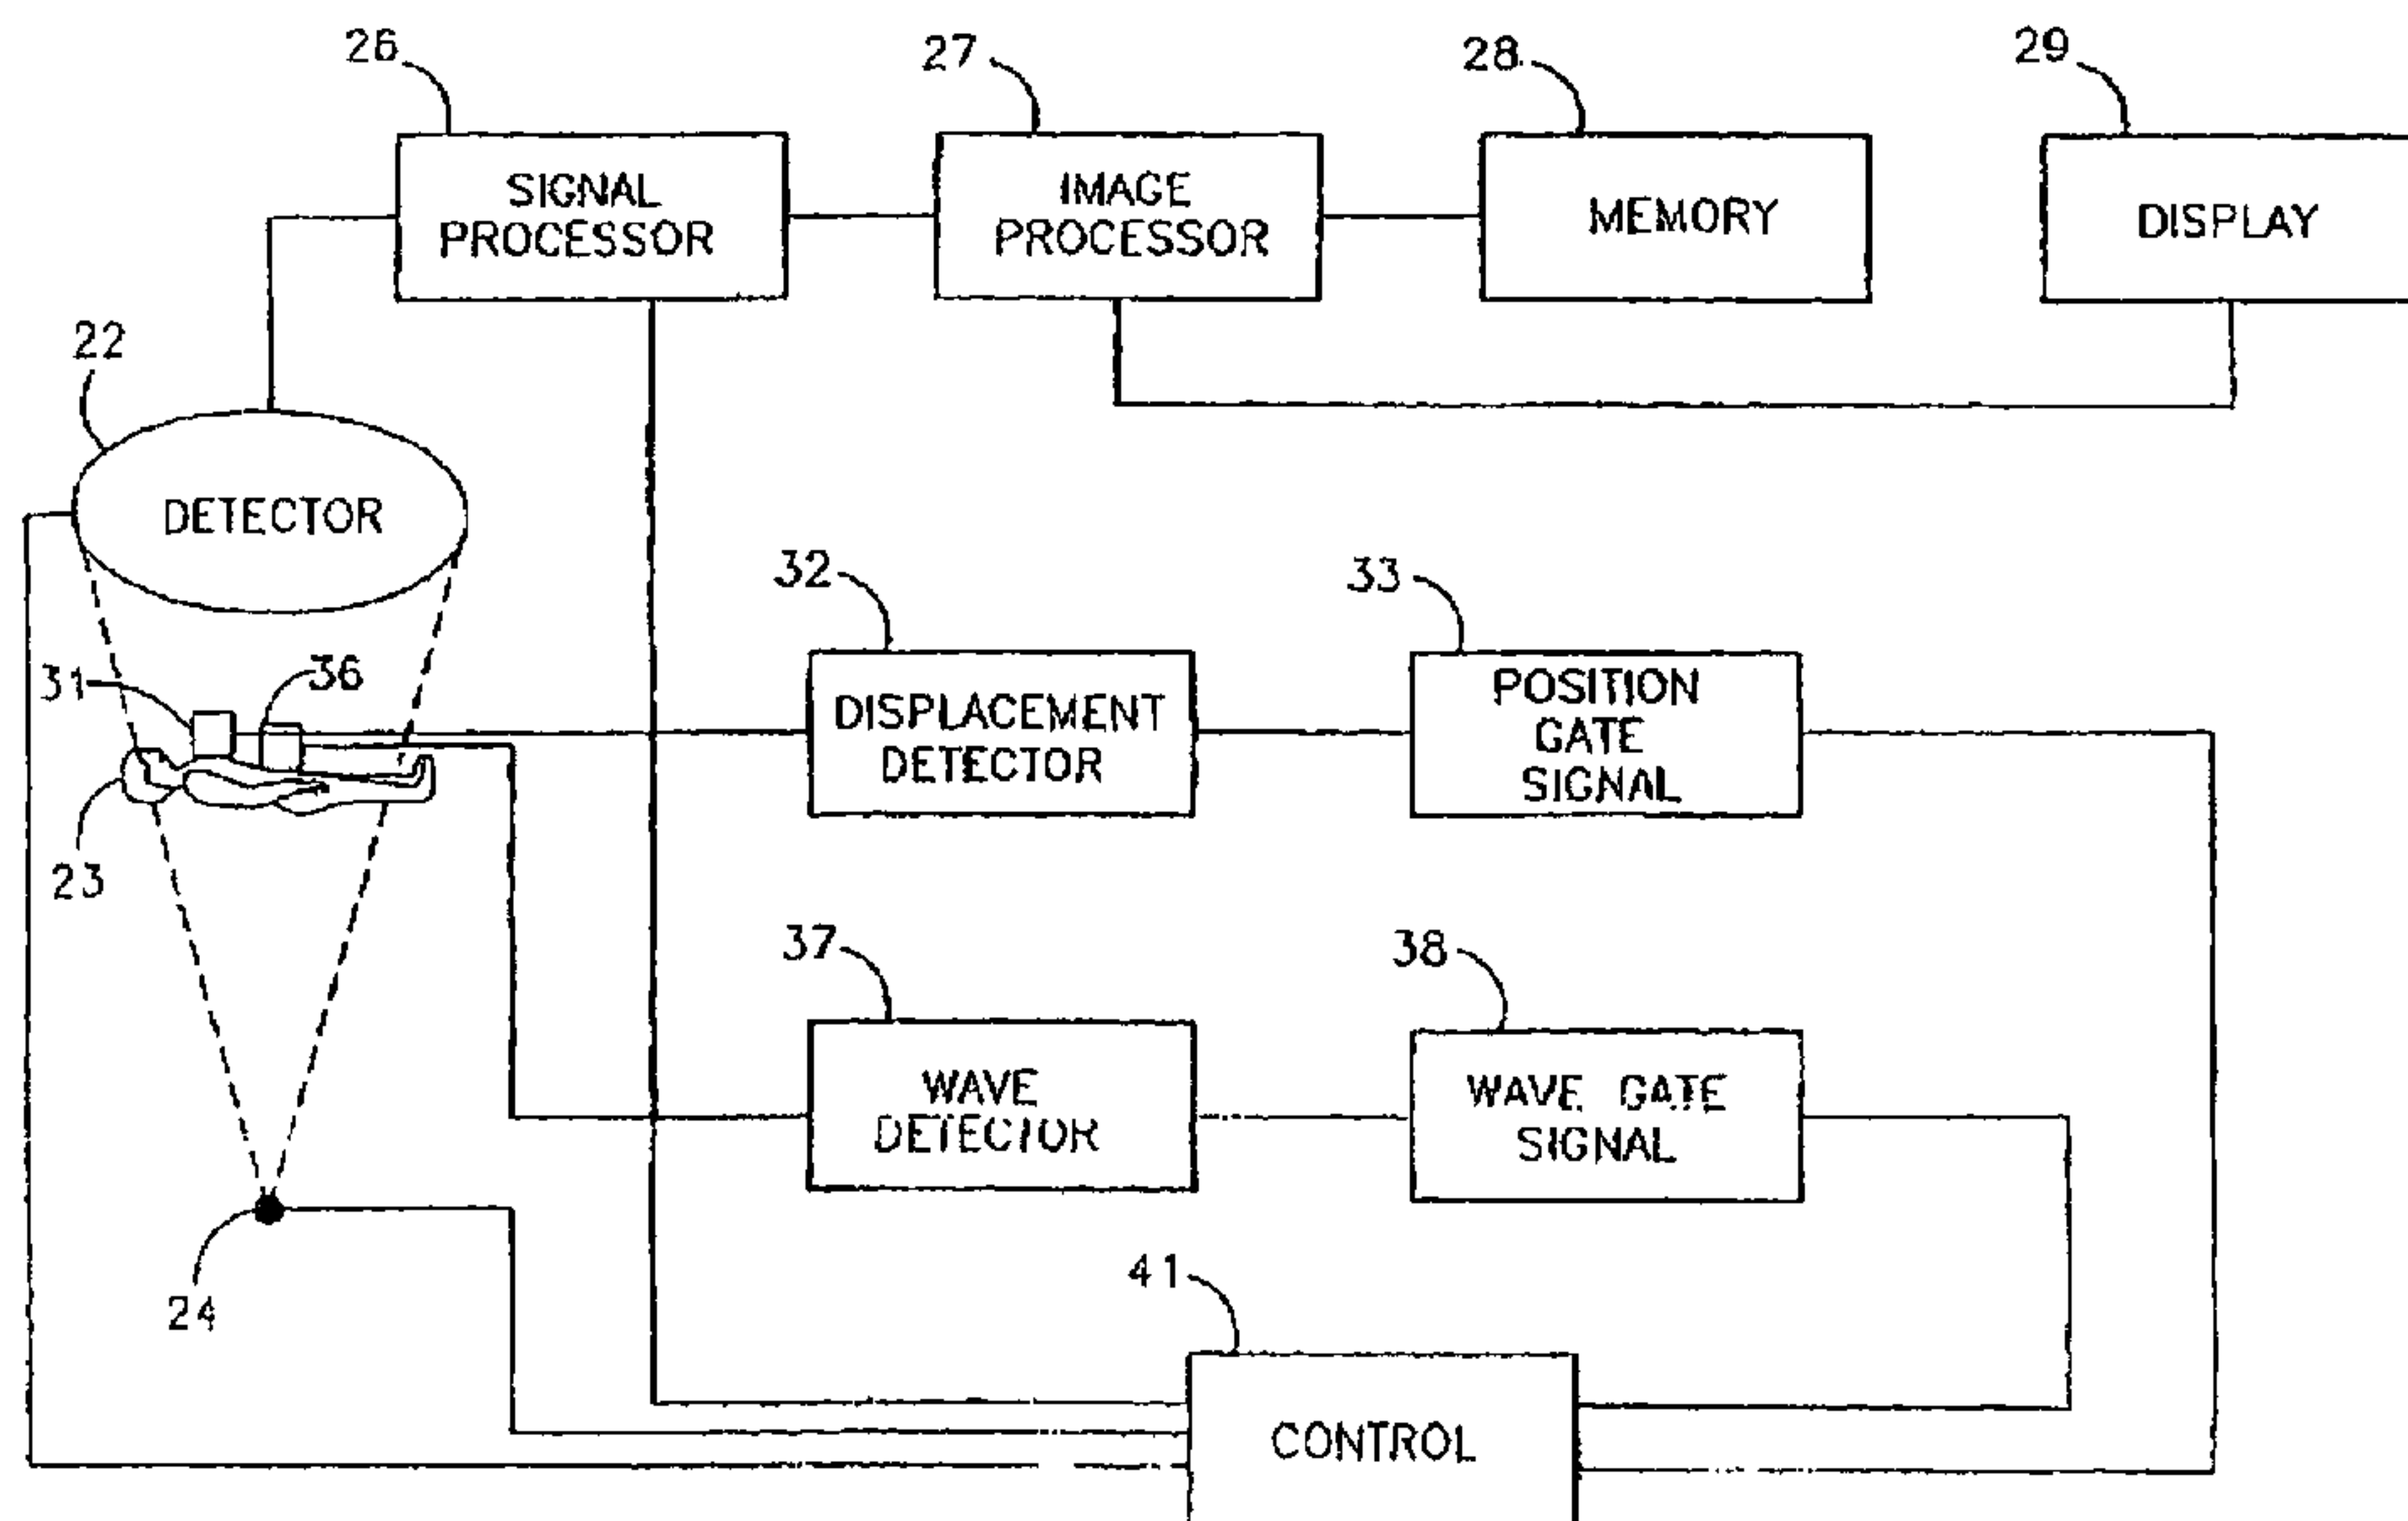 26
27
28
29
SIGNAL
PROCESSOR
IMAGE
PROCESSOR
MEMORY
DISPLAY
22
DETECTOR
32
33
31
36
DISPLACEMENT
DETECTOR
POSITION
GATE
SIGNAL
23
37
38
WAVE
DETECTOR
WAVE GATE
SIGNAL
24
41
CONTROL